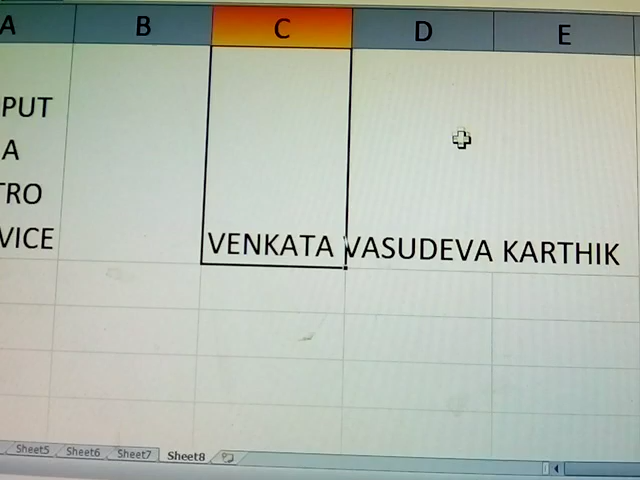 A B C D E
PUT
A
TRO
VICE VENKATA VASUDEVA KARTHIK
Sheet5 Sheet6 Sheet7 Sheet8